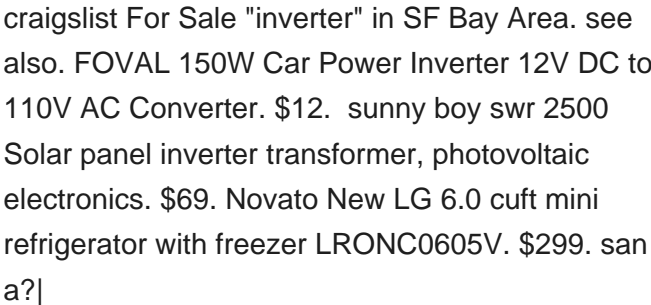 craigslist For Sale "inverter" in SF Bay Area. see
also. FOVAL 150W Car Power Inverter 12V DC to
110V AC Converter. $12.  sunny boy swr 2500
Solar panel inverter transformer, photovoltaic
electronics. $69. Novato New LG 6.0 cuft mini
refrigerator with freezer LRONC0605V. $299. san
a?|